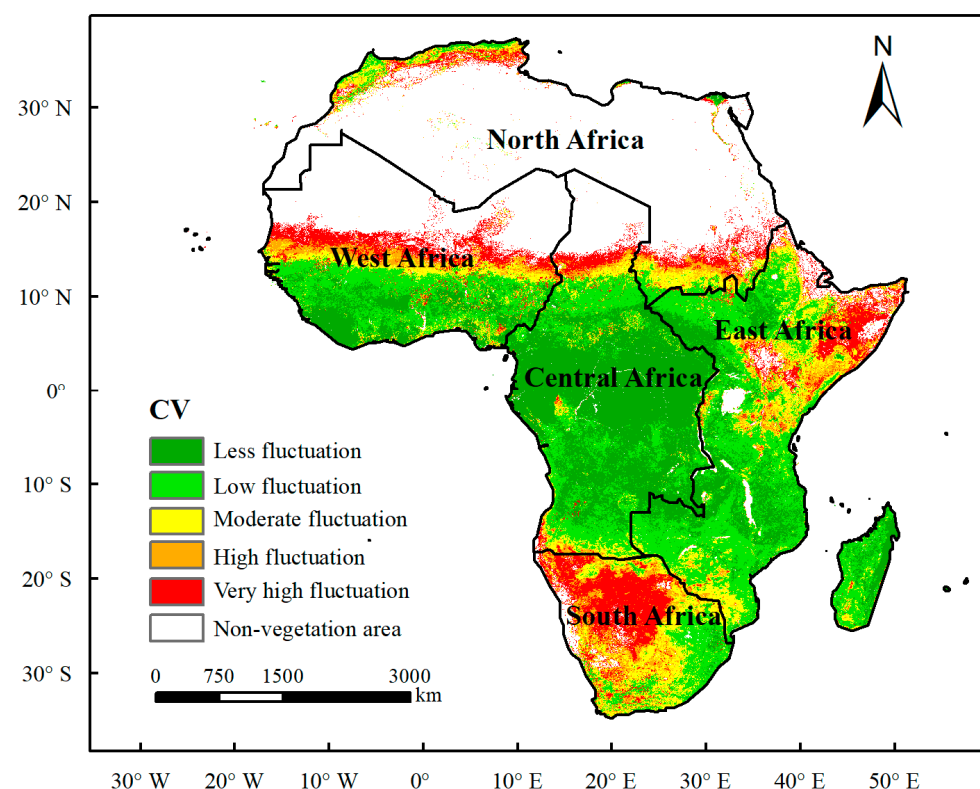 N
30° N
North Africa
20° N
West Africa
10° N
East Africa
Central Africa
0°
CV
Less fluctuation
Low fluctuation
10° S
Moderate fluctuation
High fluctuation
20° S
Very high fluctuation
South Africa
Non-vegetation area
30° S
0 750 1500 3000
km
30° W 20° W 10° W 0° 10° E 20° E 30° E 40° E 50° E